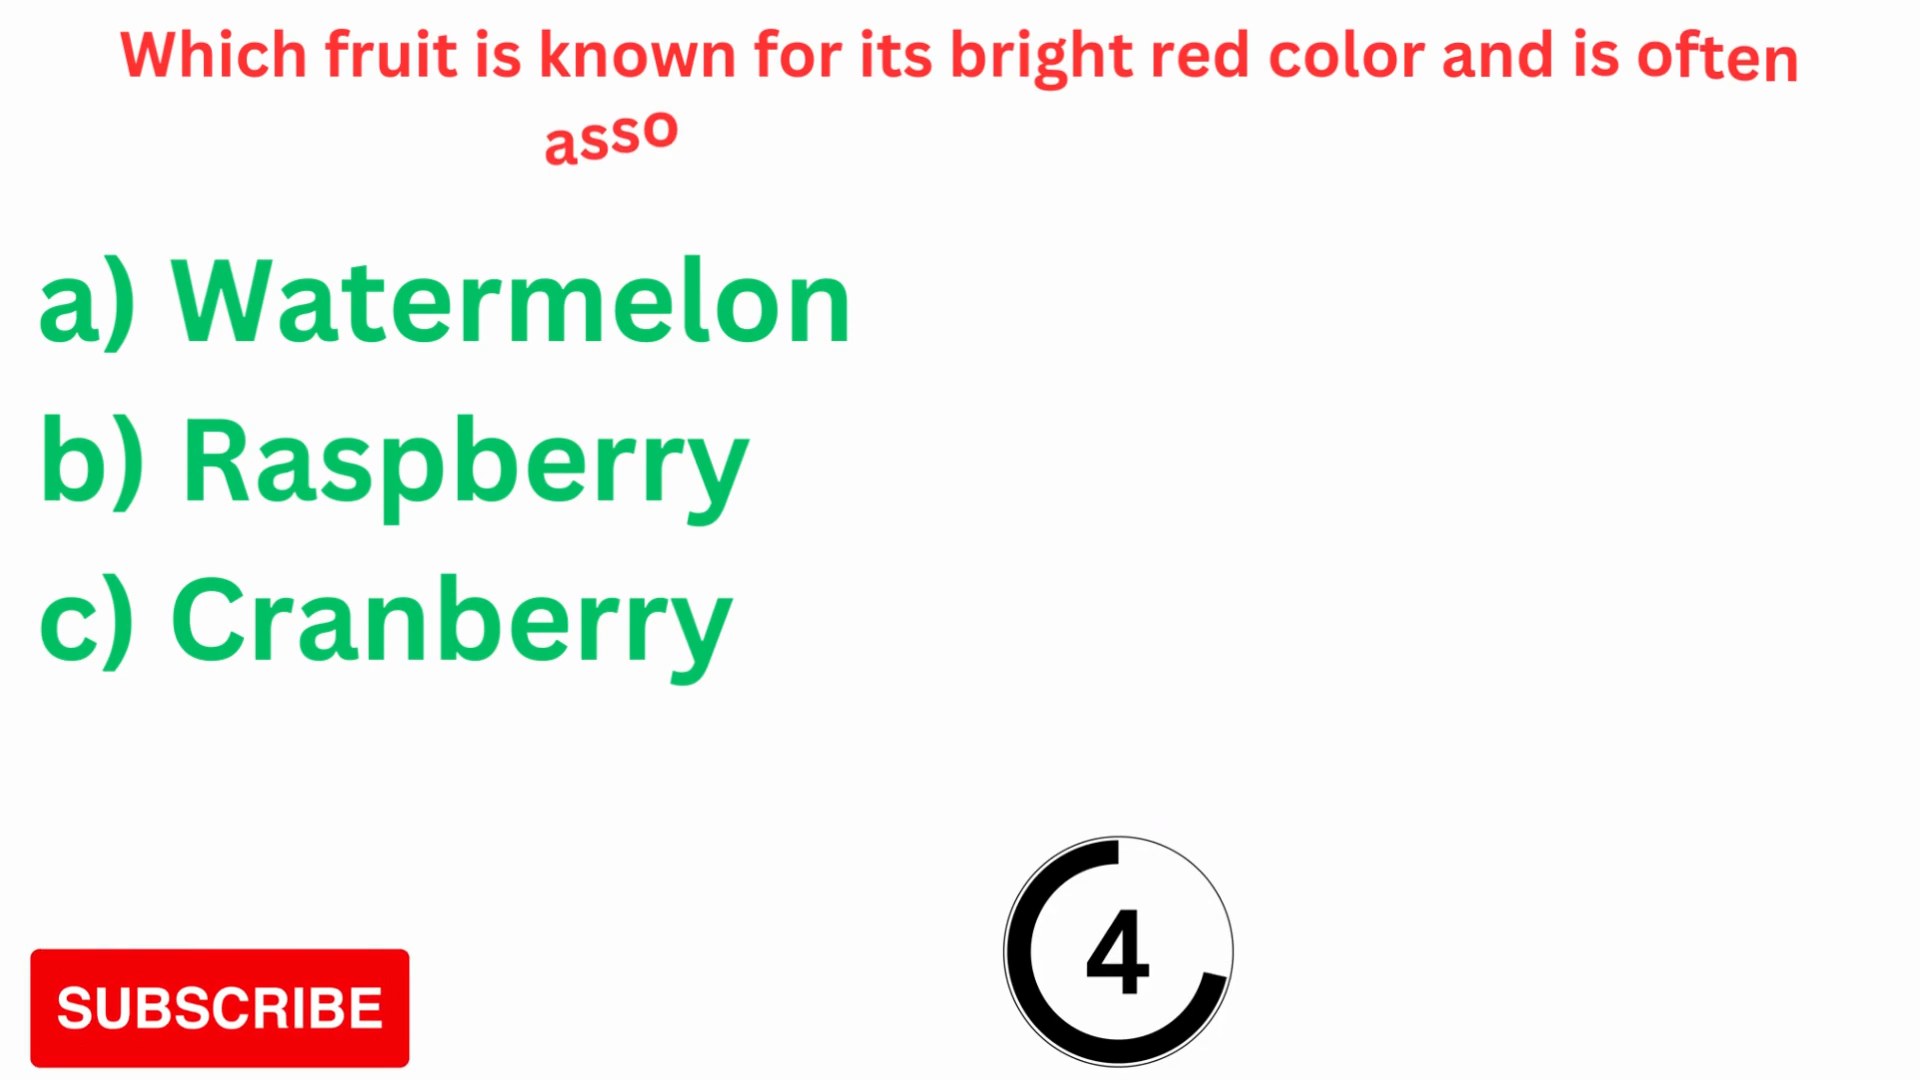 Which fruit is known for its bright red color and is often
asso
a) Watermelon
b) Raspberry
c) Cranberry
4
SUBSCRIBE